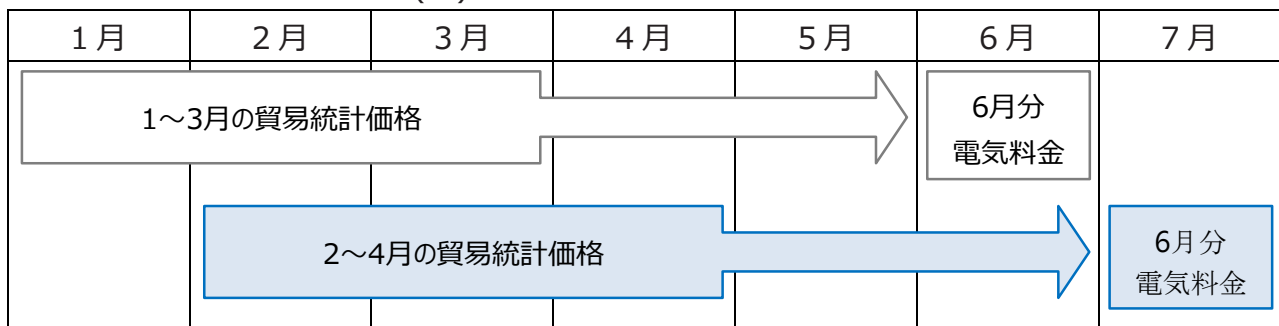 1月 2月 3月 4月 5月 6月 7月
1～3月の貿易統計価格
6月分
電気料金
2～4月の貿易統計価格
6月分
電気料金